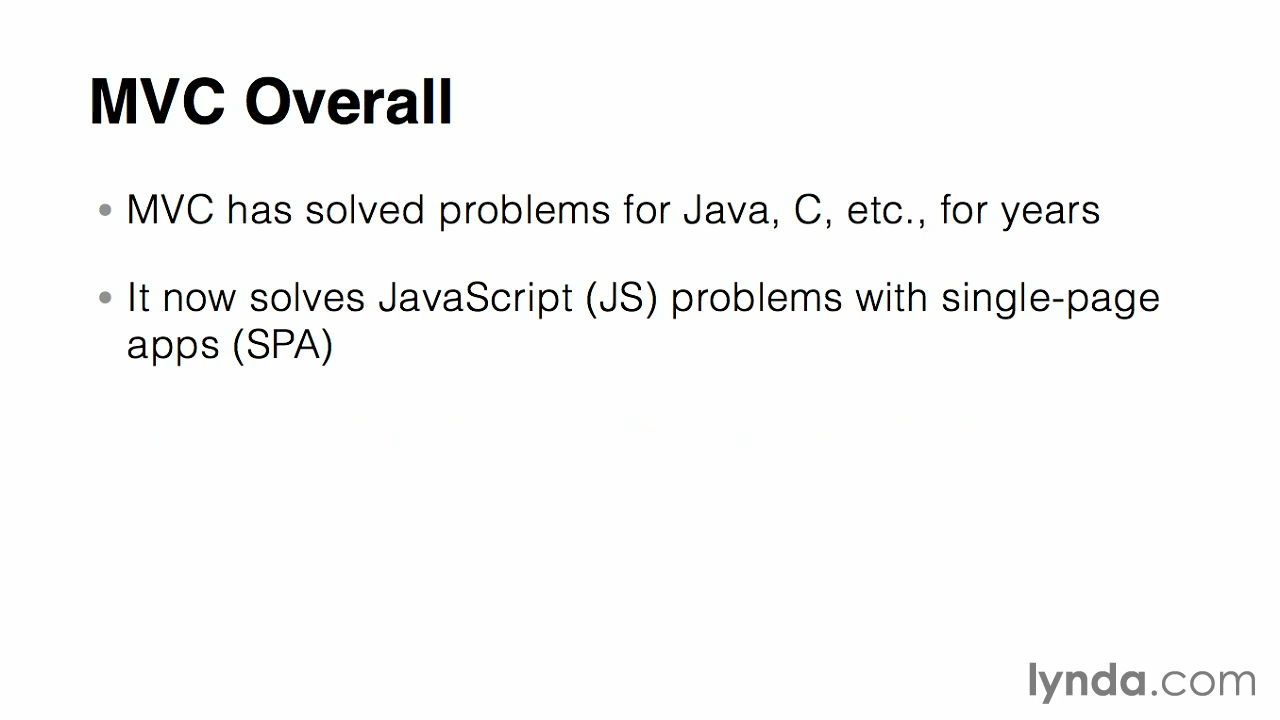 MVC Overall
• MVC has solved problems for Java, C, etc., for years
• It now solves JavaScript (JS) problems with single-page
apps (SPA)
lynda.com